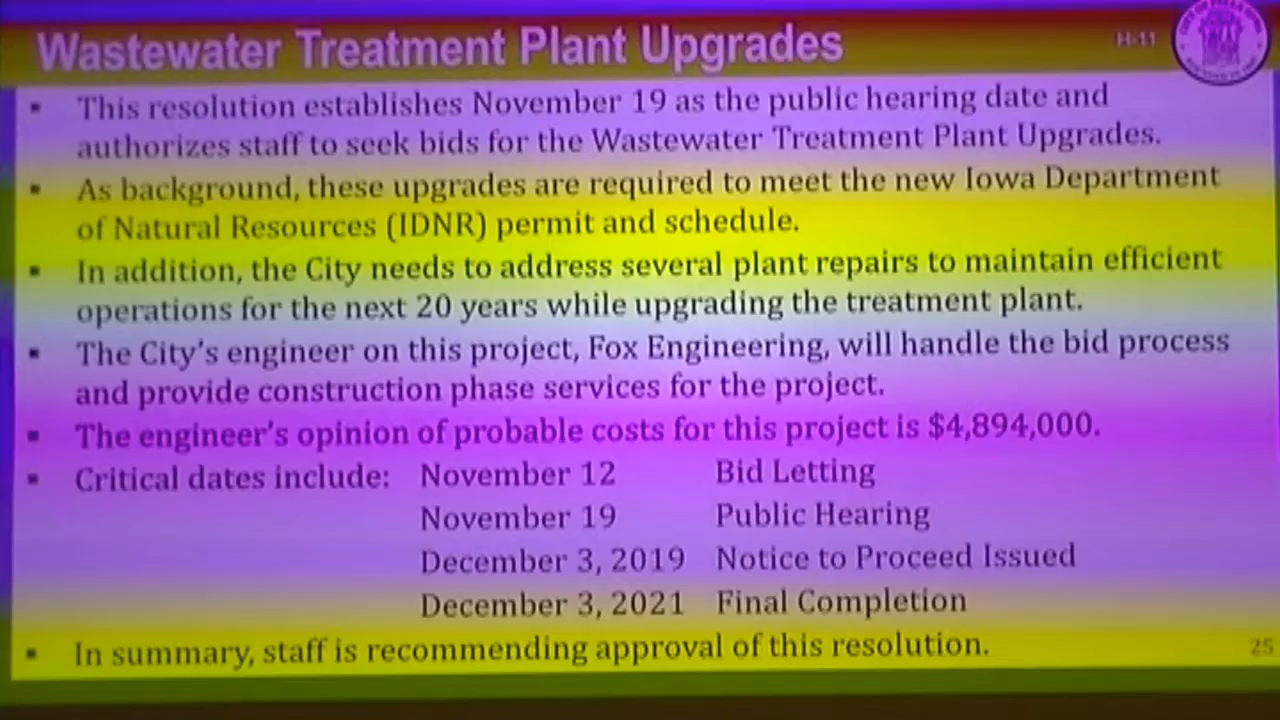 Wastewater Treatment Plant Upgrades
H-11
▪ This resolution establishes November 19 as the public hearing date and
authorizes staff to seek bids for the Wastewater Treatment Plant Upgrades.
▪ As background, these upgrades are required to meet the new Iowa Department
of Natural Resources (IDNR) permit and schedule.
▪ In addition, the City needs to address several plant repairs to maintain efficient
operations for the next 20 years while upgrading the treatment plant.
▪ The City's engineer on this project, Fox Engineering, will handle the bid process
and provide construction phase services for the project.
▪ The engineer's opinion of probable costs for this project is $4,894,000.
▪ Critical dates include: November 12 Bid Letting
November 19 Public Hearing
December 3, 2019 Notice to Proceed Issued
December 3, 2021 Final Completion
▪ In summary, staff is recommending approval of this resolution.
25